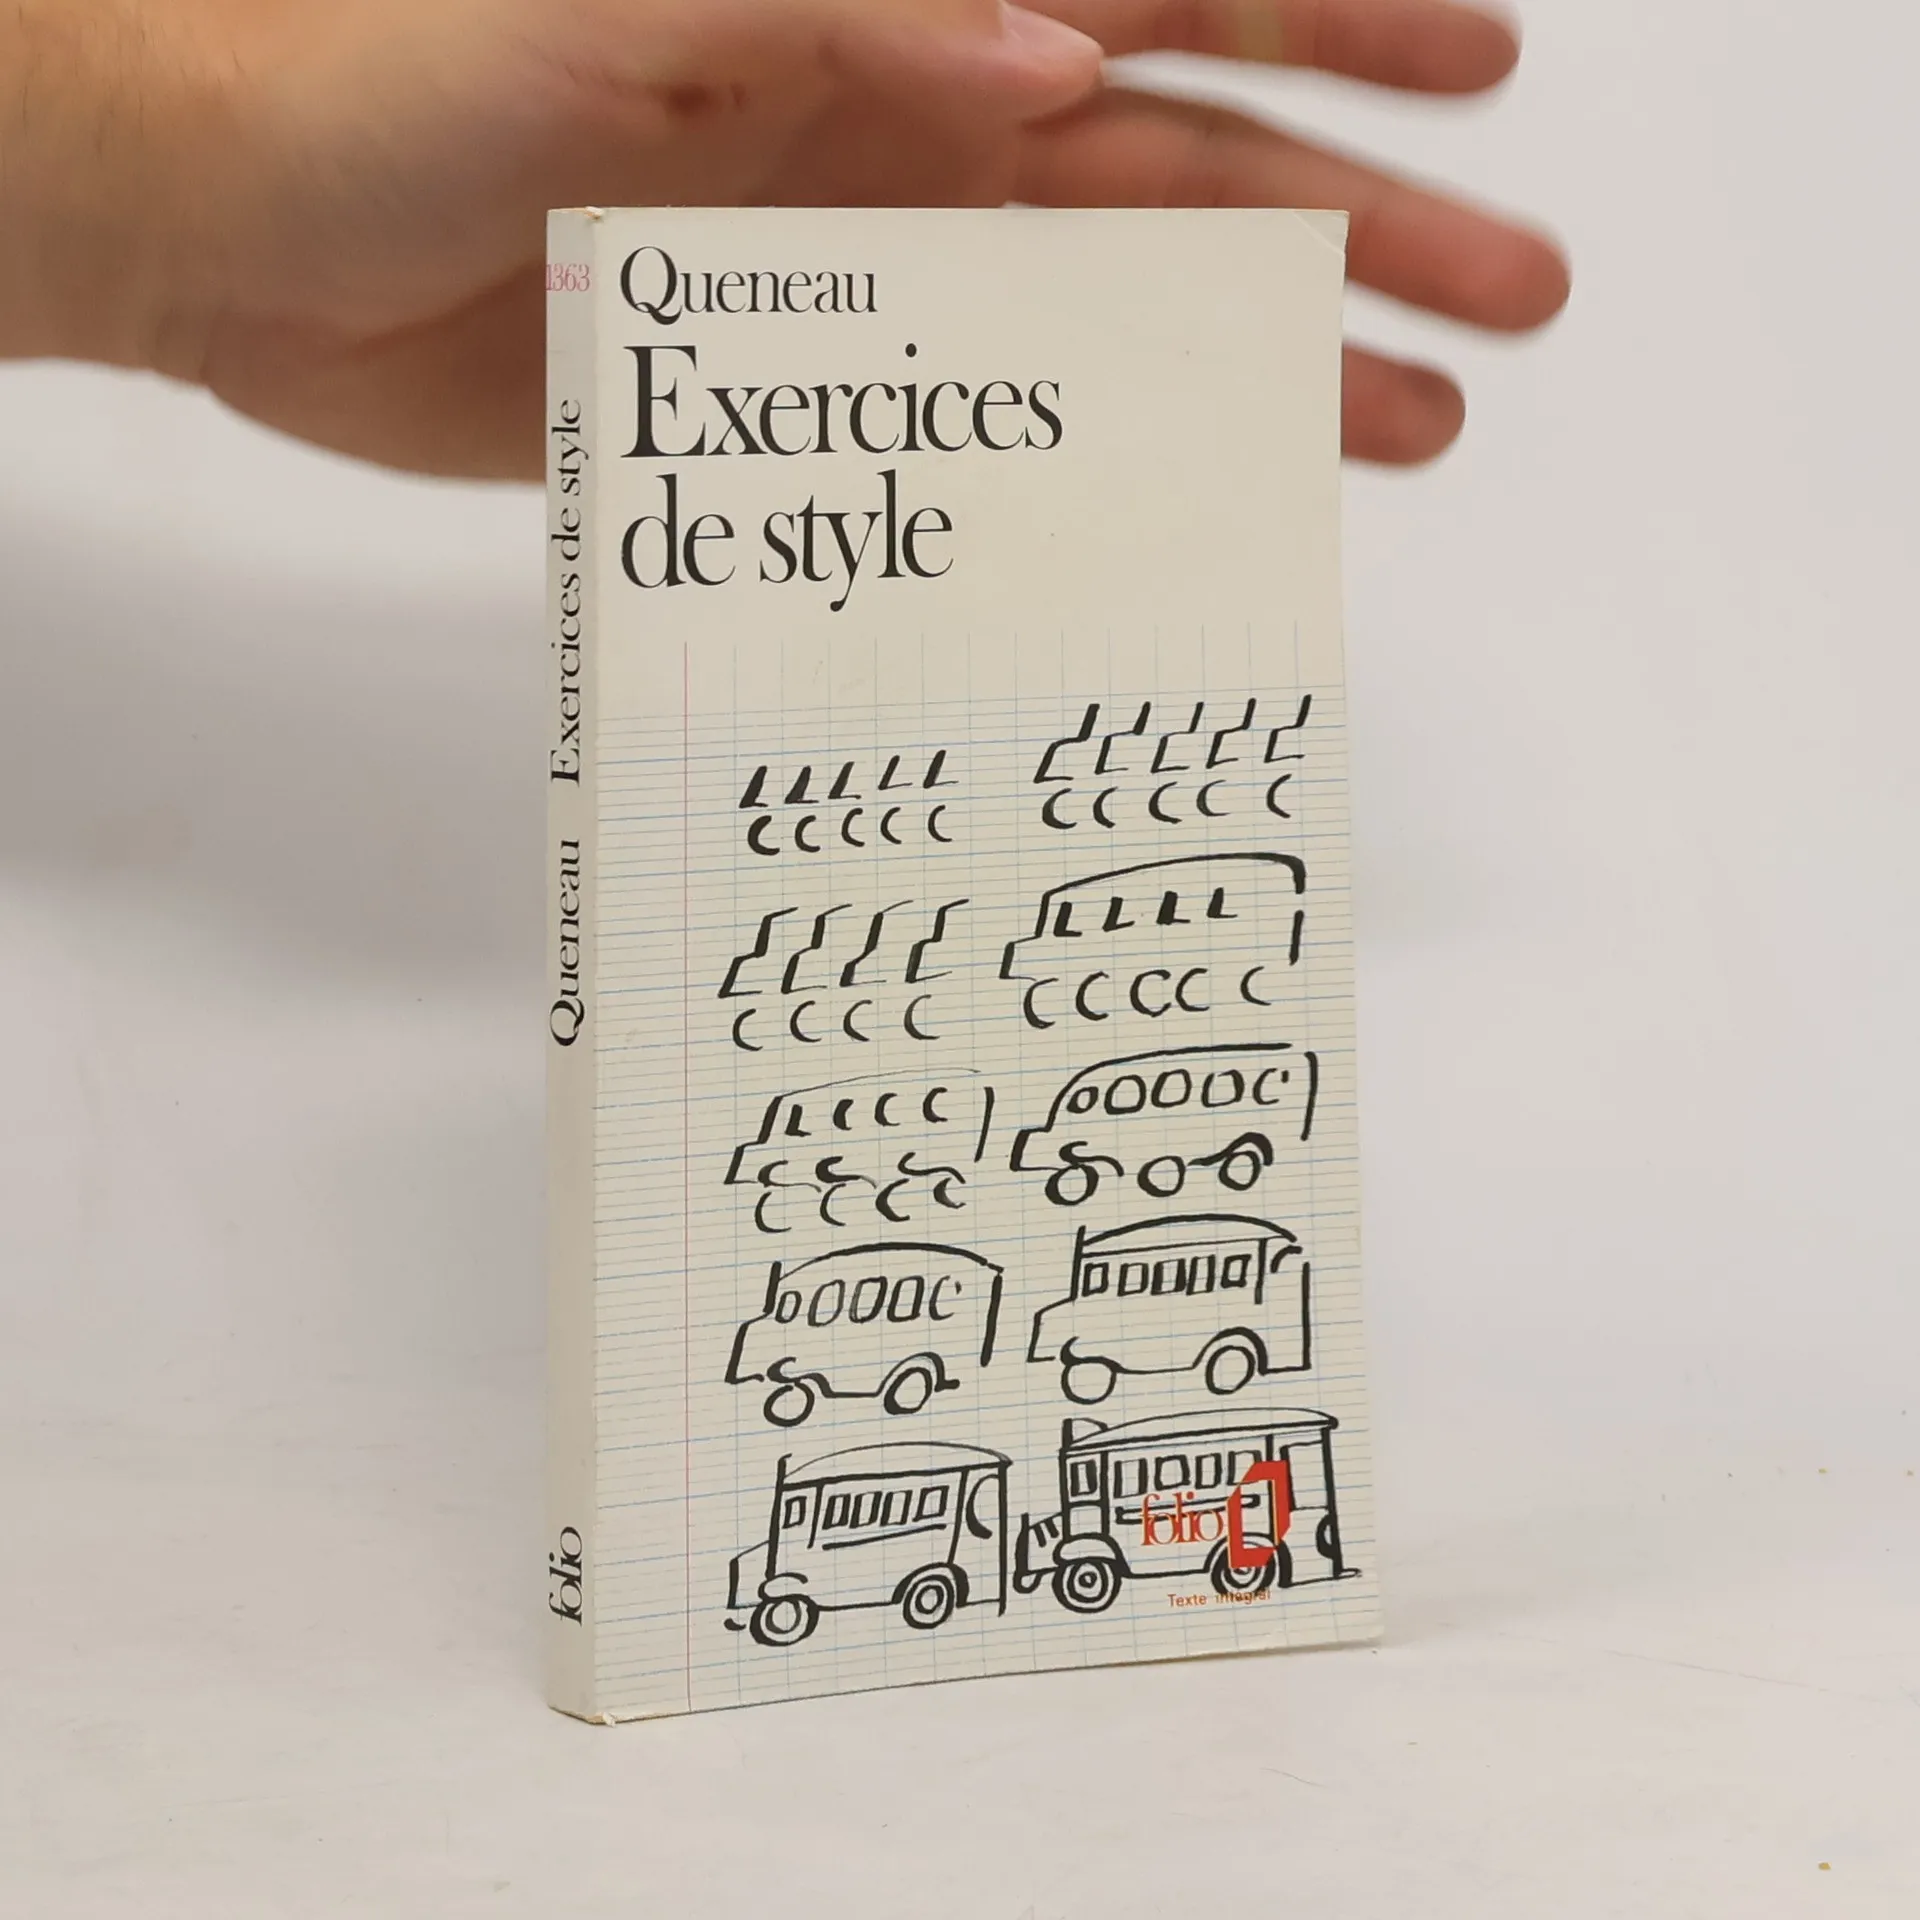 1363
Queneau Exercices de style
folio
Queneau
Exercices
de style
folio
Texte intégral